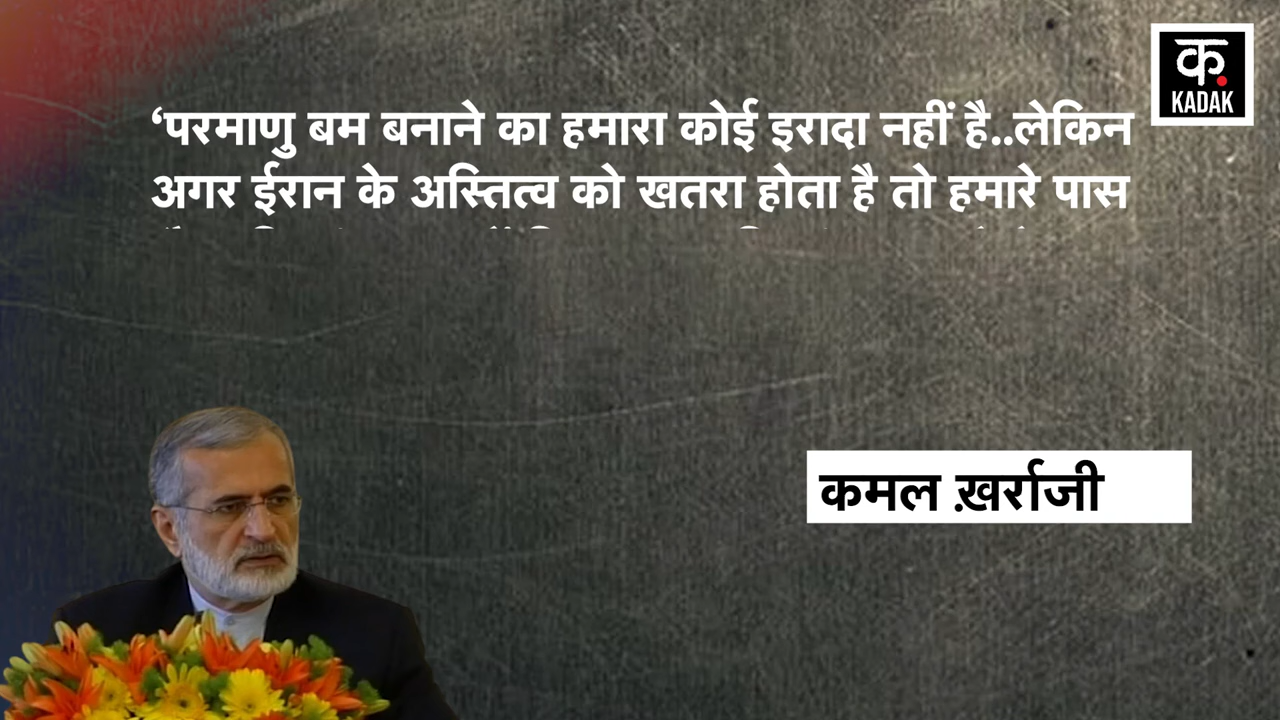 क
KADAK
‘परमाणु बम बनाने का हमारा कोई इरादा नहीं है..लेकिन
अगर ईरान के अस्तित्व को खतरा होता है तो हमारे पास
कमल ख़र्राजी